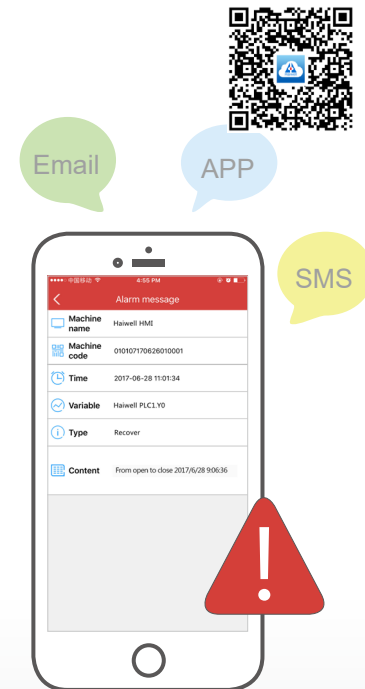 Email
APP
SMS
中国移动 4:55 PM
Alarm message
Machine name
Haiwell HMI
Machine code
010107170626010001
Time
2017-06-28 11:01:34
Variable
Haiwell PLC1.Y0
Type
Recover
Content
From open to close 2017/6/28 9:06:36
!